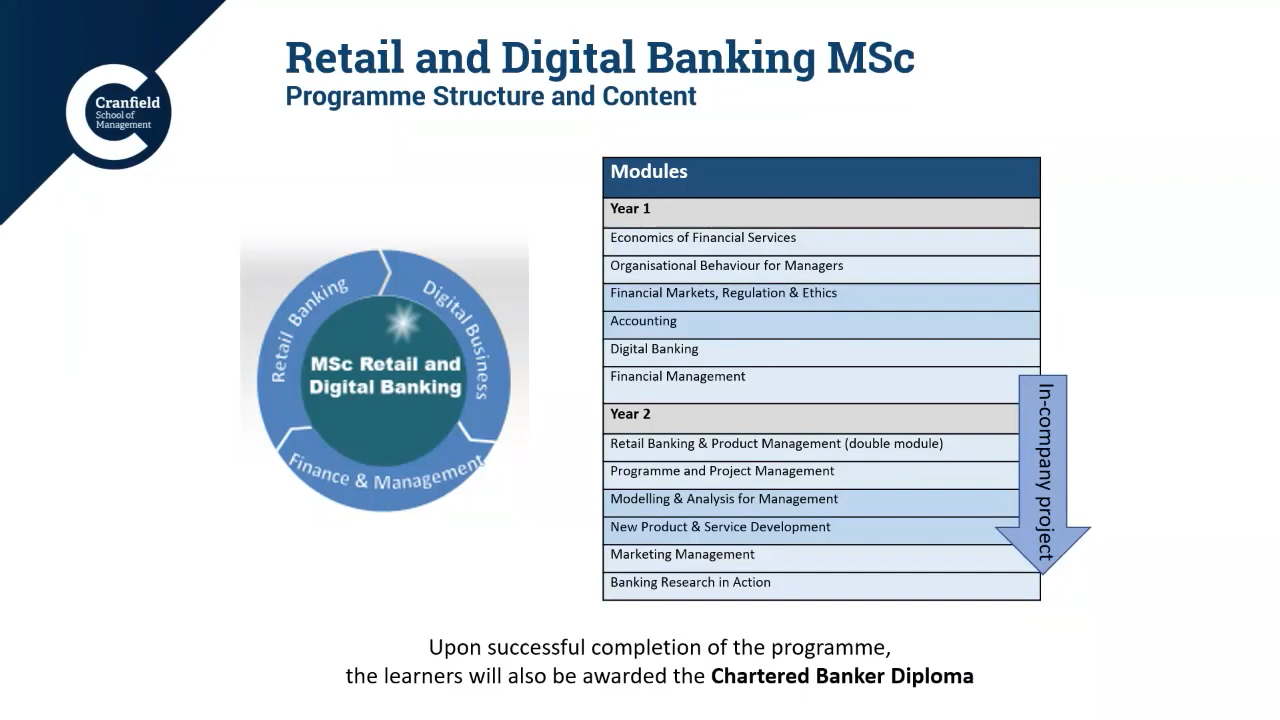 Retail and Digital Banking MSc
Programme Structure and Content
Cranfield
School of
Management
Retail Banking
Digital Business
Finance & Management
MSc Retail and
Digital Banking
Modules
Year 1
Economics of Financial Services
Organisational Behaviour for Managers
Financial Markets, Regulation & Ethics
Accounting
Digital Banking
Financial Management
Year 2
Retail Banking & Product Management (double module)
Programme and Project Management
Modelling & Analysis for Management
New Product & Service Development
Marketing Management
Banking Research in Action
In-company project
Upon successful completion of the programme,
the learners will also be awarded the Chartered Banker Diploma